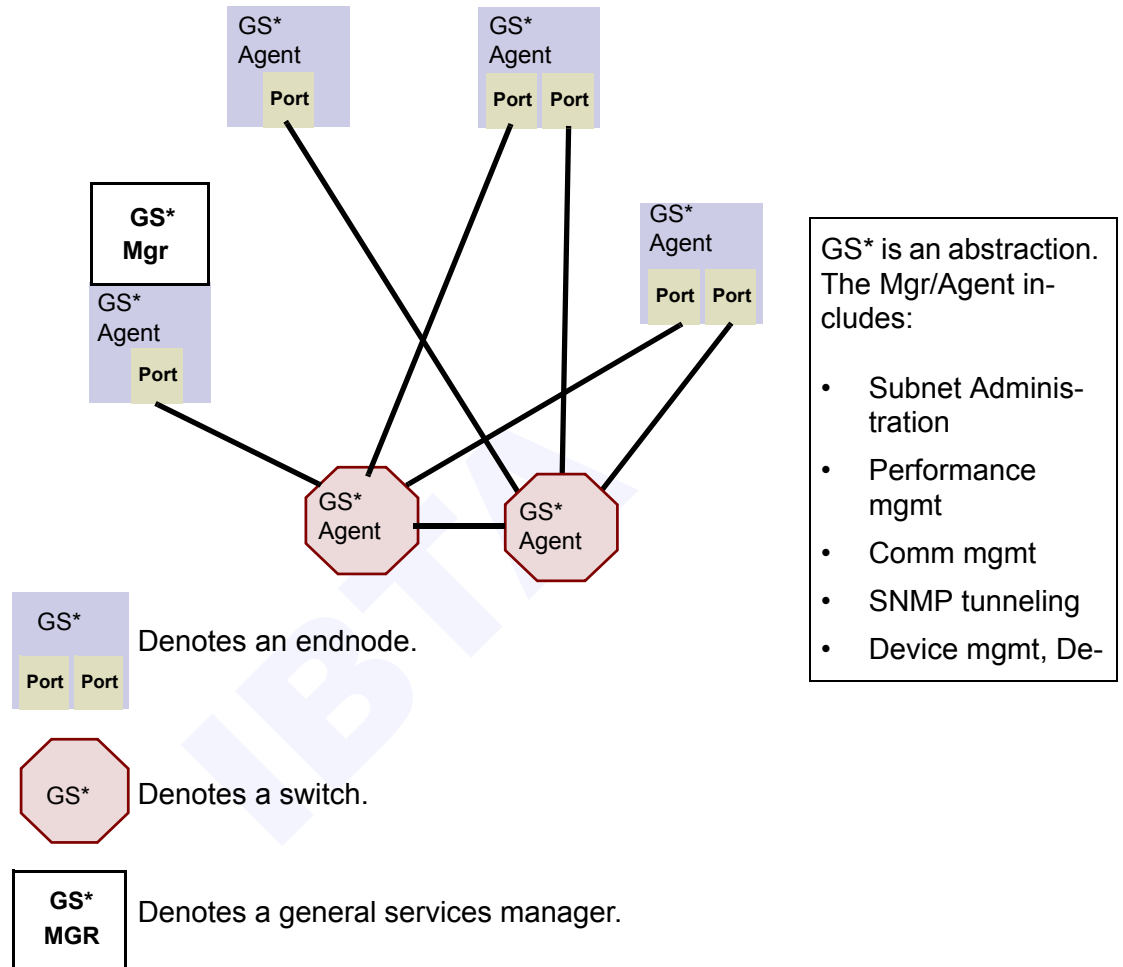 GS*
Agent
Port
GS*
Agent
Port Port
GS*
Mgr
GS*
Agent
Port
GS*
Agent
Port Port
GS*
Agent
GS*
Agent
GS* is an abstraction.
The Mgr/Agent in-
cludes:
• Subnet Adminis-
tration
• Performance
mgmt
• Comm mgmt
• SNMP tunneling
• Device mgmt, De-
IBTA
GS*
Port Port
Denotes an endnode.
GS*
Denotes a switch.
GS*
MGR
Denotes a general services manager.